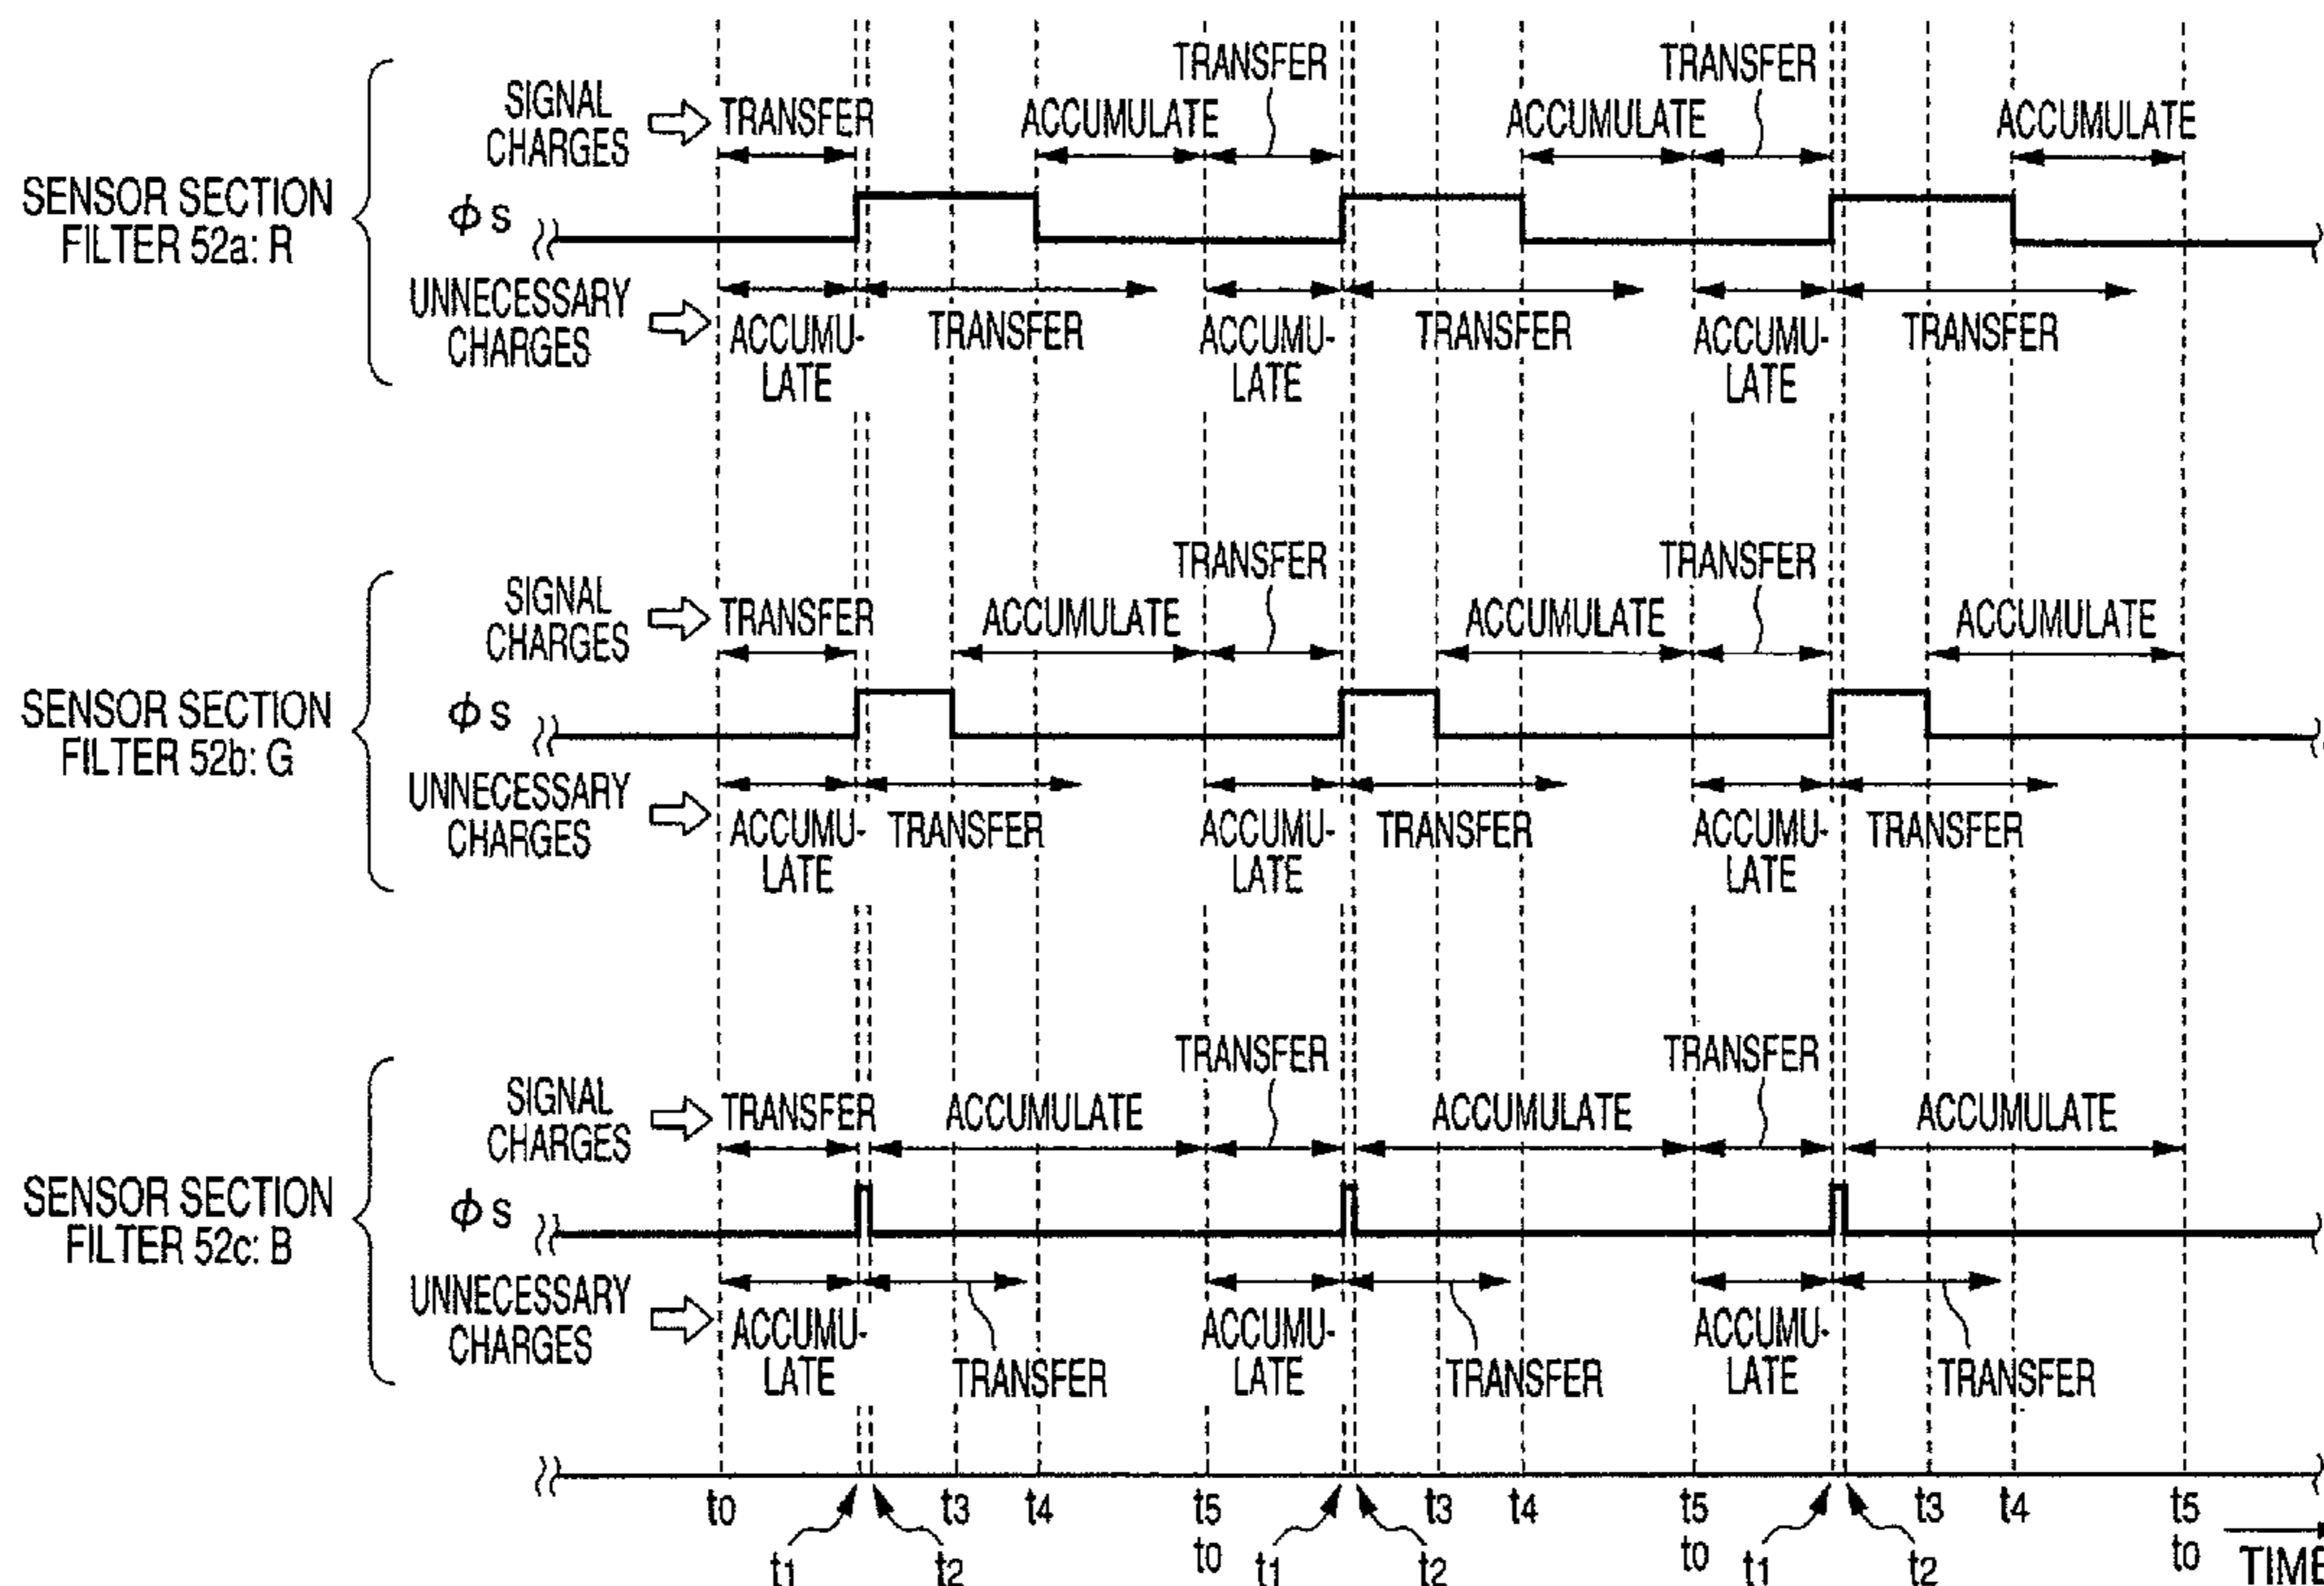 TRANSFER TRANSFER
SIGNAL CHARGES TRANSFER ACCUMULATE ACCUMULATE ACCUMULATE
SENSOR SECTION FILTER 52a: R
ϕ s
UNNECESSARY CHARGES
ACCUMU-LATE TRANSFER ACCUMU-LATE TRANSFER ACCUMU-LATE TRANSFER
TRANSFER TRANSFER
SIGNAL CHARGES TRANSFER ACCUMULATE ACCUMULATE ACCUMULATE
SENSOR SECTION FILTER 52b: G
ϕ s
UNNECESSARY CHARGES
ACCUMU-LATE TRANSFER ACCUMU-LATE TRANSFER ACCUMU-LATE TRANSFER
TRANSFER TRANSFER
SIGNAL CHARGES TRANSFER ACCUMULATE ACCUMULATE ACCUMULATE
SENSOR SECTION FILTER 52c: B
ϕ s
UNNECESSARY CHARGES
ACCUMU-LATE TRANSFER ACCUMU-LATE TRANSFER ACCUMU-LATE TRANSFER
t0 t3 t4 t5 t3 t4 t5 t3 t4 t5
t1 t2 t0 t1 t2 t0 t1 t2 t0 TIME